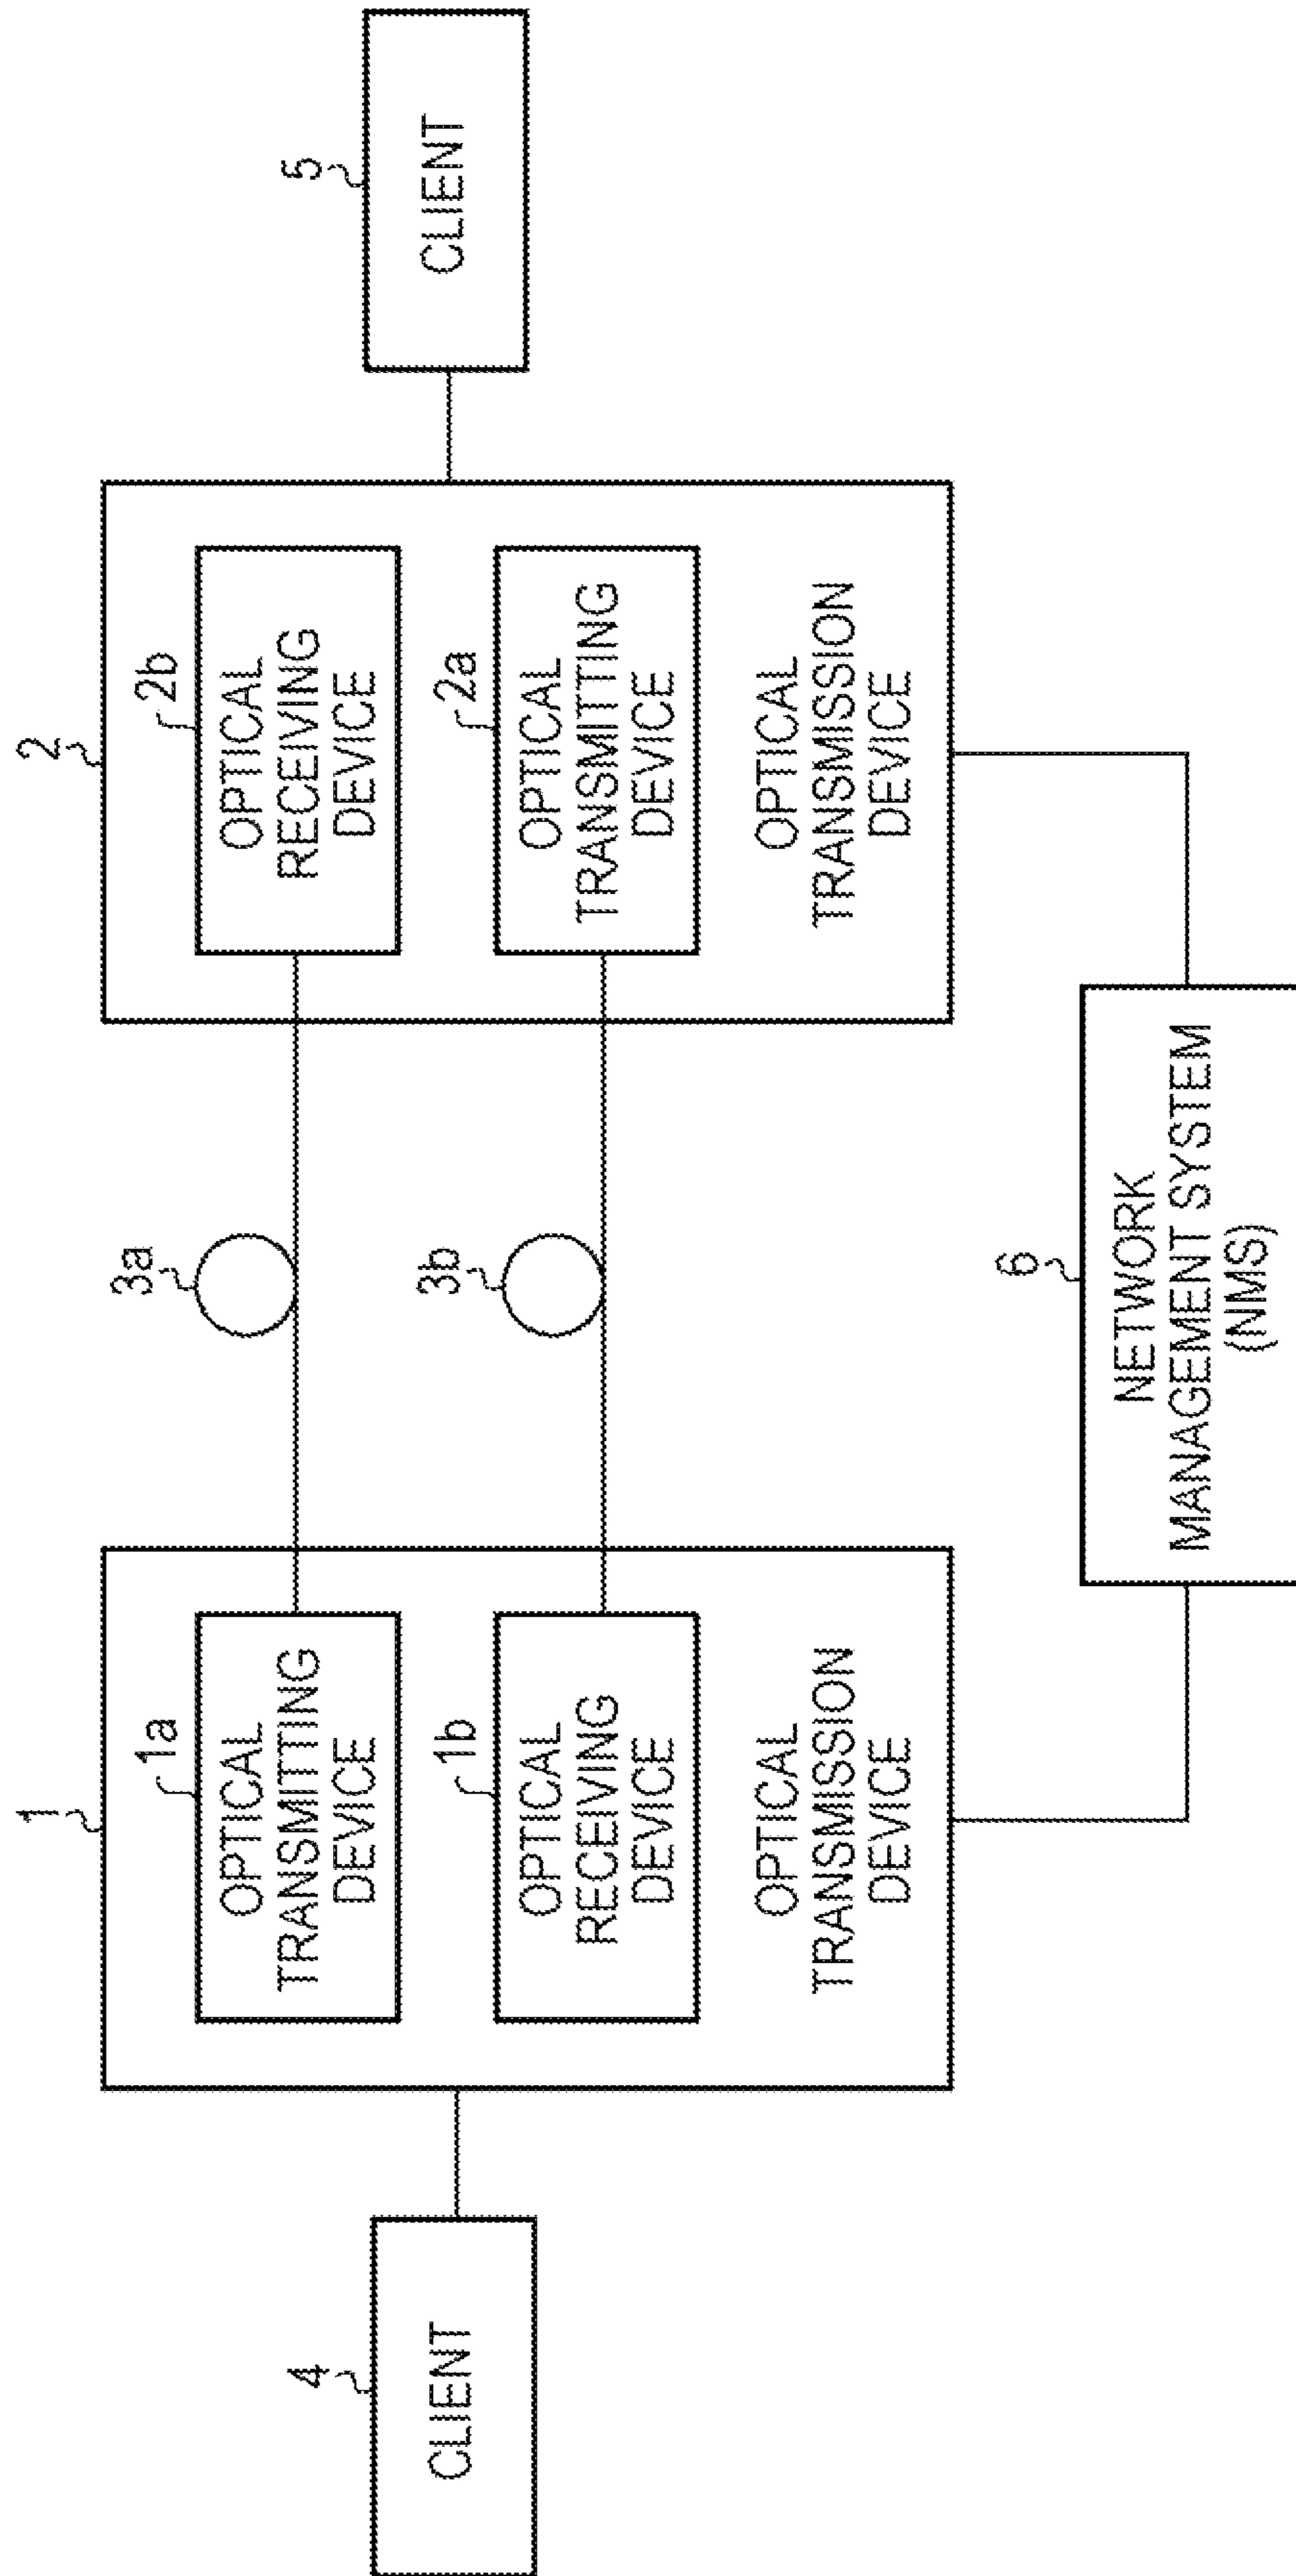 1
2
1a
OPTICAL
TRANSMITTING
DEVICE
3a
2b
OPTICAL
RECEIVING
DEVICE
4
CLIENT
5
CLIENT
1b
OPTICAL
RECEIVING
DEVICE
3b
2a
OPTICAL
TRANSMITTING
DEVICE
OPTICAL
TRANSMISSION
DEVICE
OPTICAL
TRANSMISSION
DEVICE
6
NETWORK
MANAGEMENT SYSTEM
(NMS)